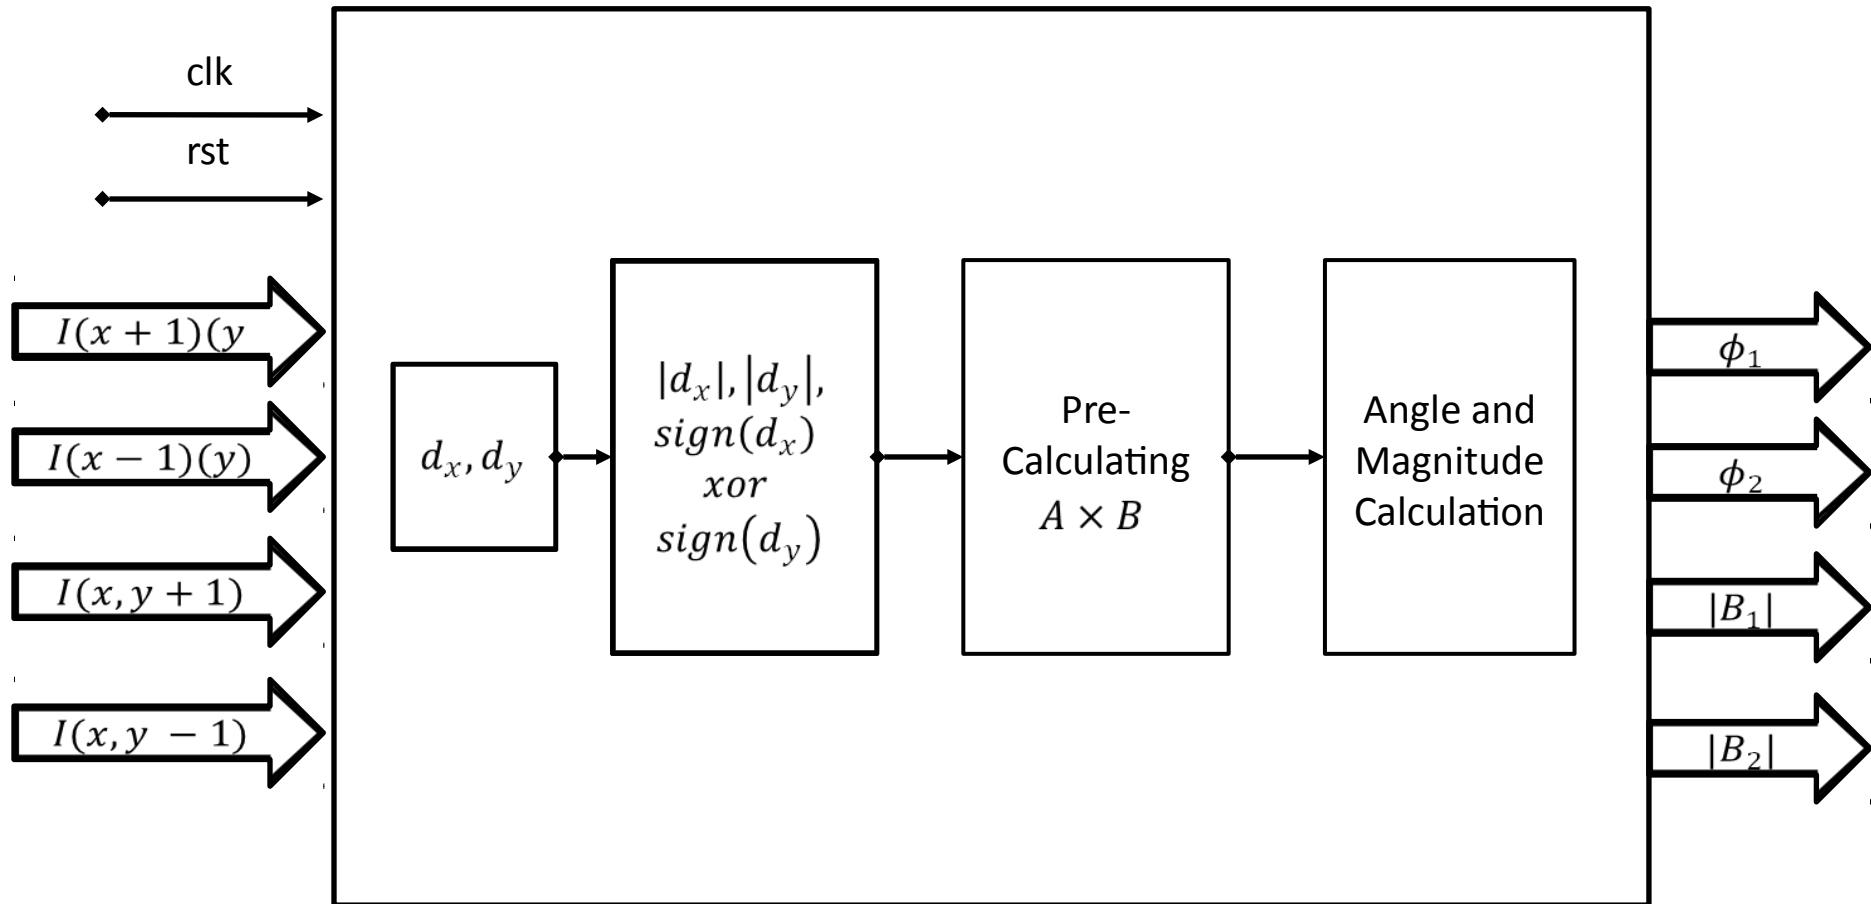 clk
rst
I(x + 1)(y
I(x − 1)(y)
I(x, y + 1)
I(x, y − 1)
d_x, d_y
|d_x|, |d_y|,
sign(d_x)
xor
sign(d_y)
Pre-
Calculating
A × B
Angle and
Magnitude
Calculation
ϕ_1
ϕ_2
|B_1|
|B_2|